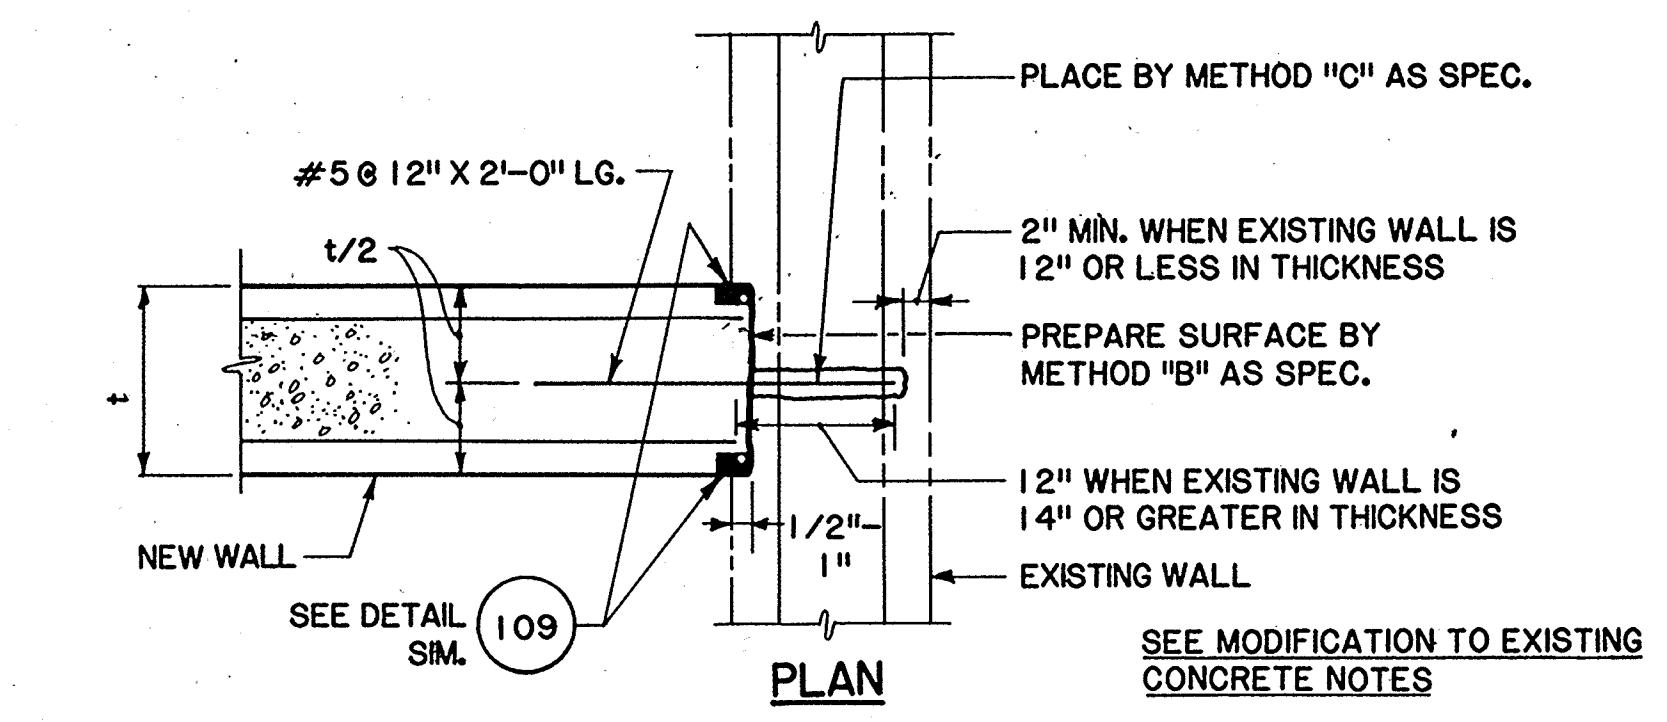 PLACE BY METHOD "C" AS SPEC.
#5@12" X 2'-0" LG.
t/2
2" MIN. WHEN EXISTING WALL IS
12" OR LESS IN THICKNESS
PREPARE SURFACE BY
METHOD "B" AS SPEC.
t
12" WHEN EXISTING WALL IS
14" OR GREATER IN THICKNESS
1/2"-
1"
NEW WALL
EXISTING WALL
SEE DETAIL
SIM.
109
PLAN
SEE MODIFICATION TO EXISTING
CONCRETE NOTES